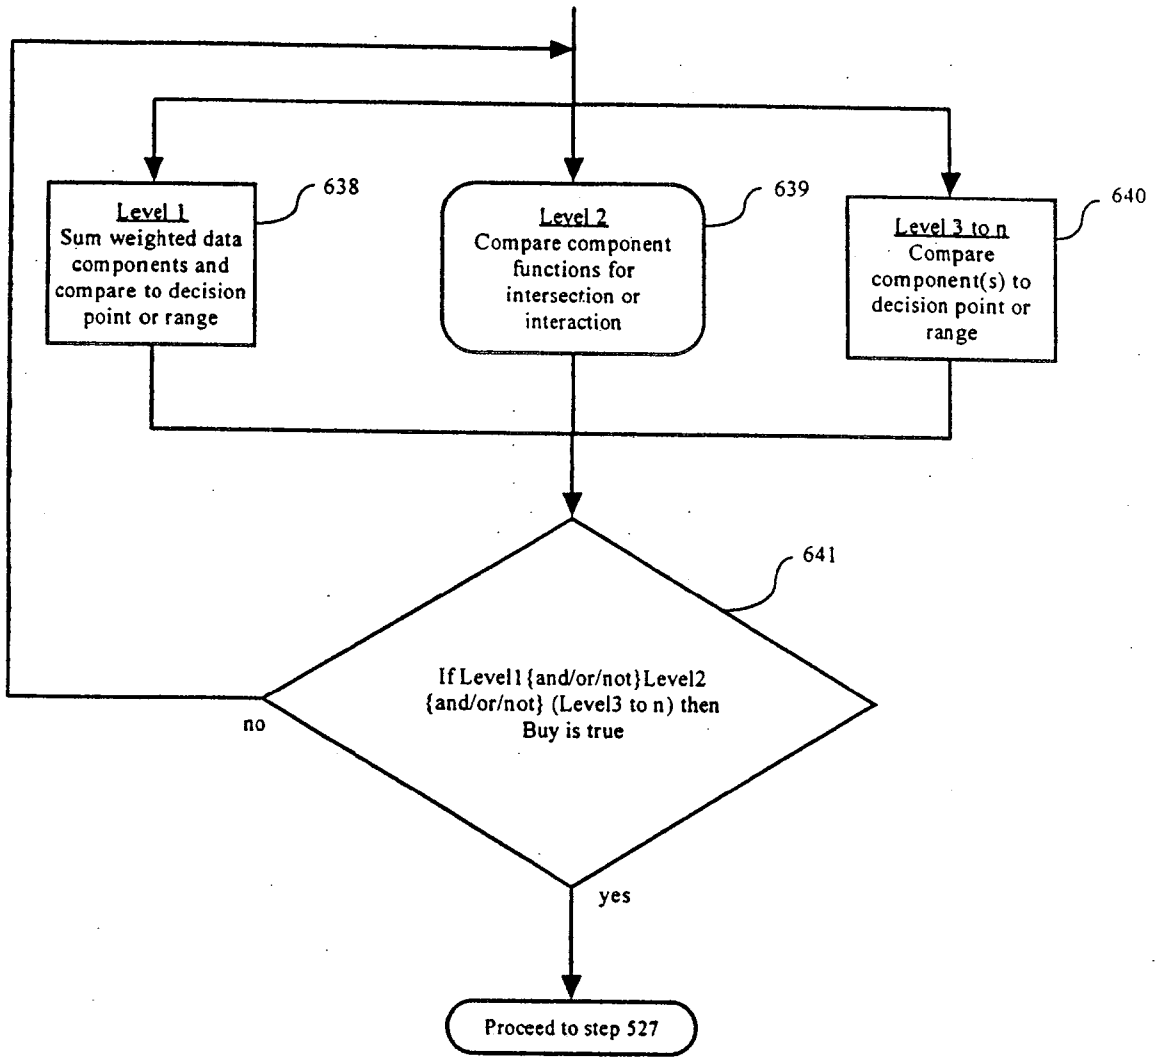 638
Level 1
Sum weighted data
components and
compare to decision
point or range
639
Level 2
Compare component
functions for
intersection or
interaction
640
Level 3 to n
Compare
component(s) to
decision point or
range
641
If Level1{and/or/not}Level2
{and/or/not} (Level3 to n) then
Buy is true
no
yes
Proceed to step 527